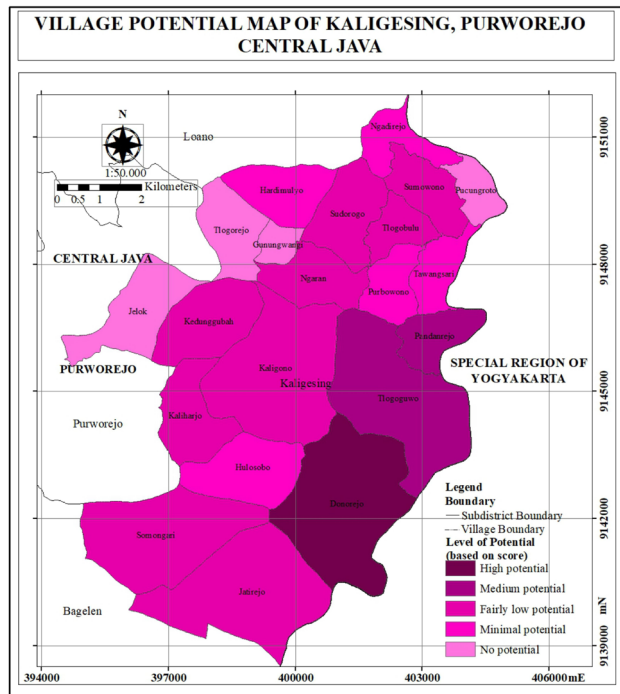 VILLAGE POTENTIAL MAP OF KALIGESING, PURWOREJO
CENTRAL JAVA
N
1:50.000
Kilometers
0 0.5 1 2
Loano
Ngadirejo
Hardimulyo
Sudorogo
Sumowono
Pucungroto
Tlogorejo
Gunungwangi
Tlogobulu
CENTRAL JAVA
Ngaran
Tawangsari
Purbowono
Jelok
Kedunggubah
Pandanrejo
PURWOREJO
Kaligono
Kaligesing
SPECIAL REGION OF
YOGYAKARTA
Tlogoguwo
Purworejo
Kaliharjo
Hulosobo
Donorejo
Somongari
Jatirejo
Bagelen
Legend
Boundary
Subdistrict Boundary
Village Boundary
Level of Potential
(based on score)
High potential
Medium potential
Fairly low potential
Minimal potential
No potential
9151000
9148000
9145000
9142000
9139000
mN
394000 397000 400000 403000 406000 mE